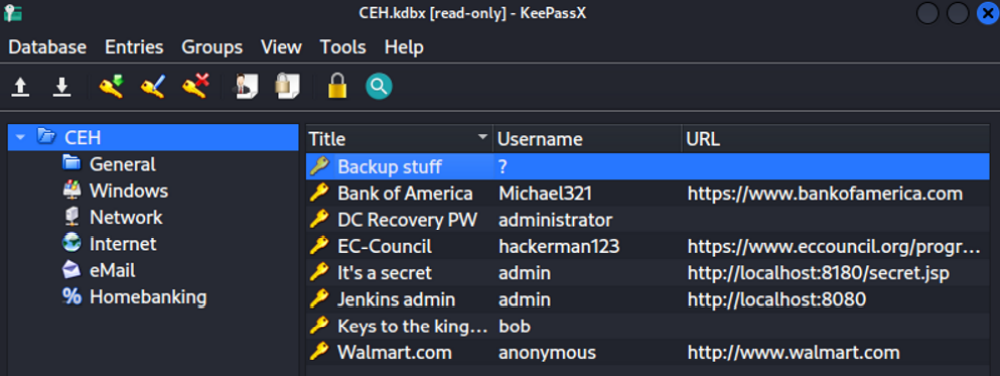 CEH.kdbx [read-only] - KeePassX
Database Entries Groups View Tools Help
CEH
General
Windows
Network
Internet
eMail
Homebanking
Title Username URL
Backup stuff ?
Bank of America Michael321 https://www.bankofamerica.com
DC Recovery PW administrator
EC-Council hackerman123 https://www.eccouncil.org/progr...
It's a secret admin http://localhost:8180/secret.jsp
Jenkins admin admin http://localhost:8080
Keys to the king... bob
Walmart.com anonymous http://www.walmart.com